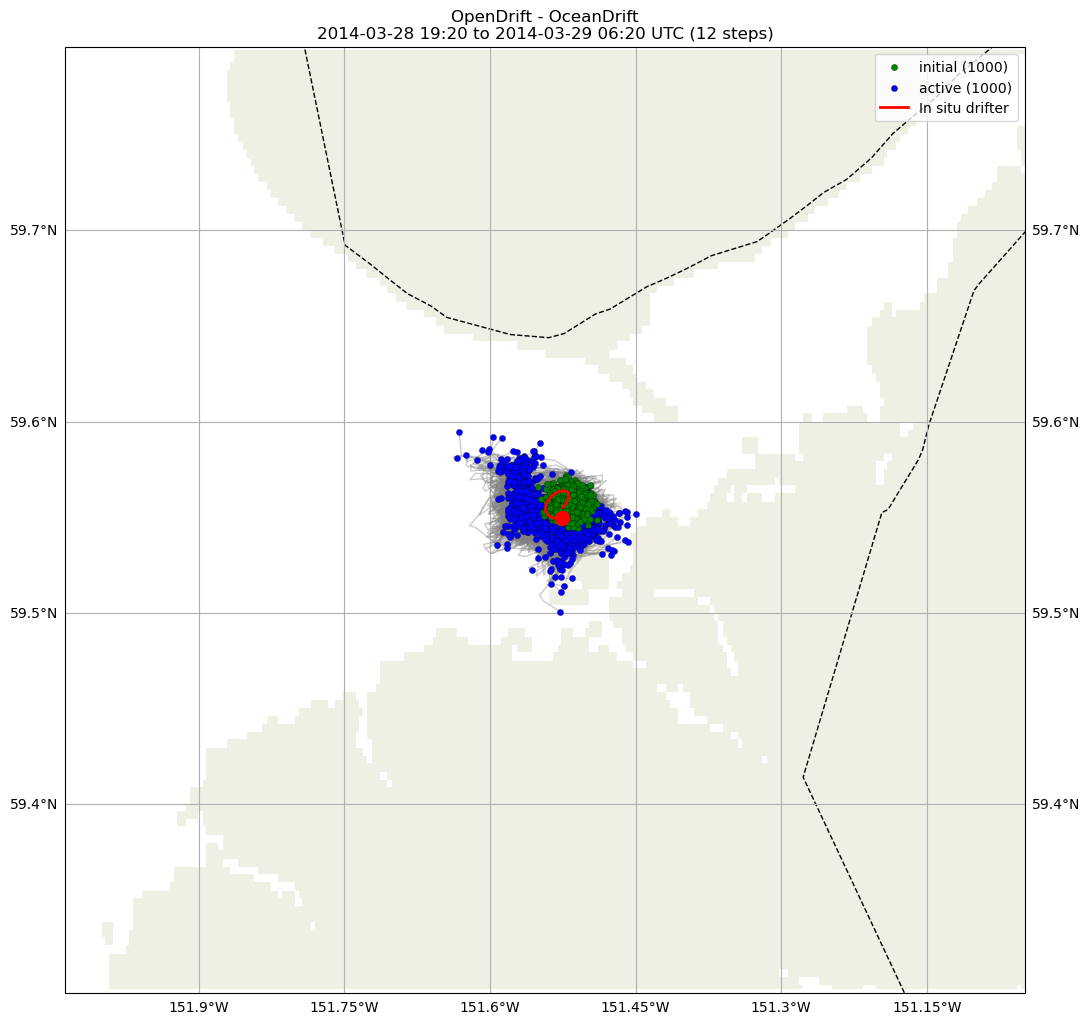 OpenDrift - OceanDrift
2014-03-28 19:20 to 2014-03-29 06:20 UTC (12 steps)
initial (1000)
active (1000)
In situ drifter
59.7°N 59.7°N
59.6°N 59.6°N
59.5°N 59.5°N
59.4°N 59.4°N
151.9°W 151.75°W 151.6°W 151.45°W 151.3°W 151.15°W